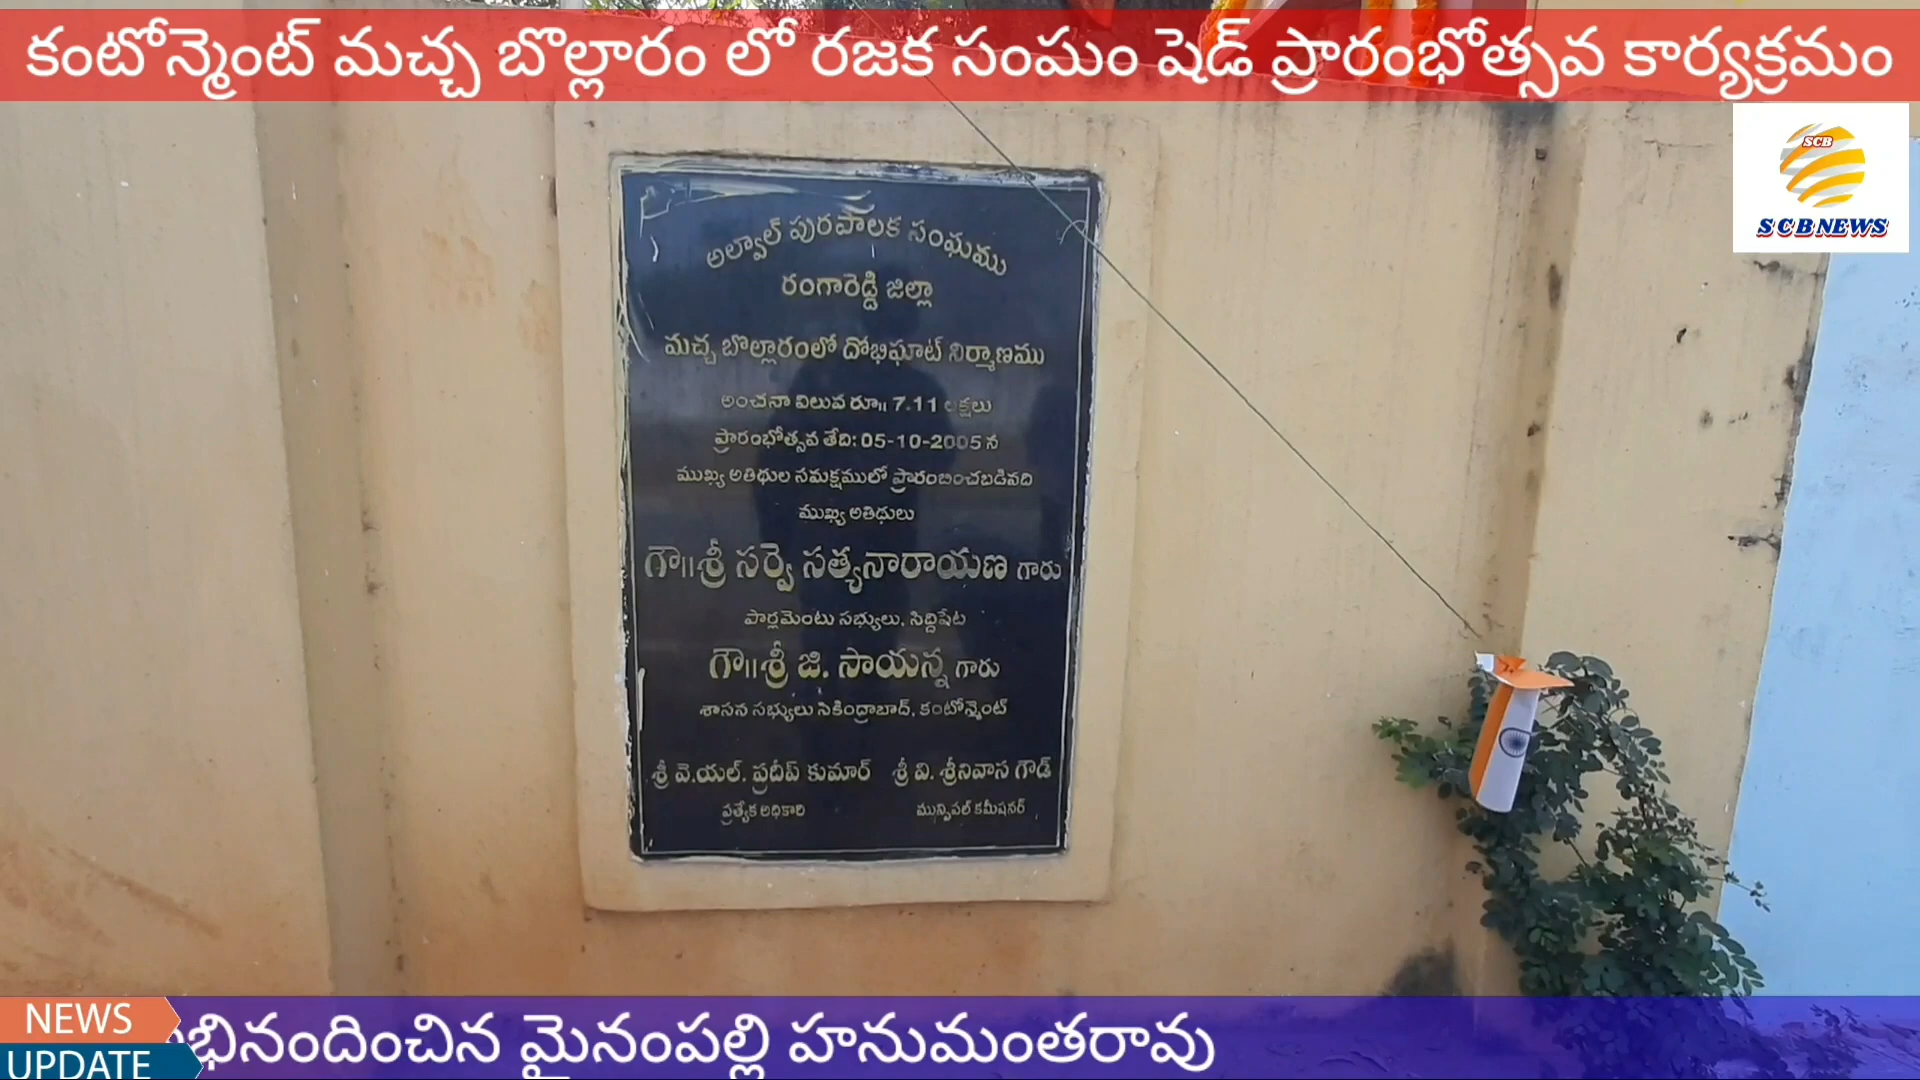 కంటోన్మెంట్ మచ్చ బొల్లారం లో రజక సంఘం షెడ్ ప్రారంభోత్సవ కార్యక్రమం
SCB
SCB NEWS
అల్వాల్ పురపాలక సంఘము
రంగారెడ్డి జిల్లా
మచ్చ బొల్లారంలో దోభిఘాట్ నిర్మాణము
అంచనా విలువ రూ॥ 7.11 లక్షలు
ప్రారంభోత్సవ తేది: 05-10-2005 న
ముఖ్య అతిథుల సమక్షములో ప్రారంబించబడినది
ముఖ్య అతిధులు
గౌ॥శ్రీ సర్వె సత్యనారాయణ గారు
పార్లమెంటు సభ్యులు, సిద్దిపేట
గౌ॥శ్రీ జి. సాయన్న గారు
శాసన సభ్యులు సికింద్రాబాద్, కంటోన్మెంట్
శ్రీ వై.యల్. ప్రదీప్ కుమార్ శ్రీ వి. శ్రీనివాస గౌడ్
ప్రత్యేక అధికారి మున్సిపల్ కమీషనర్
NEWS
UPDATE
భినందించిన మైనంపల్లి హనుమంతరావు